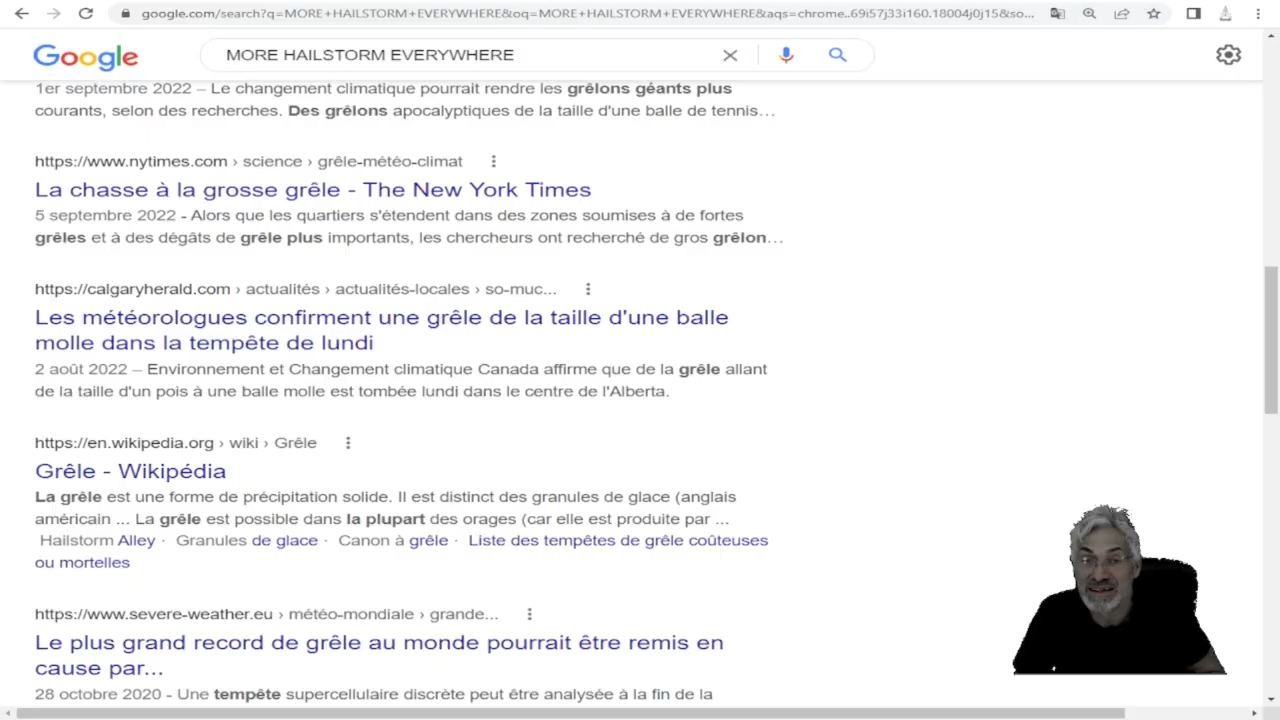 google.com/search?q=MORE+HAILSTORM+EVERYWHERE&oq=MORE+HAILSTORM+EVERYWHERE&aqs=chrome..69i57j33i160.18004j0j15&so...
Google
MORE HAILSTORM EVERYWHERE
1er septembre 2022 – Le changement climatique pourrait rendre les grêlons géants plus
courants, selon des recherches. Des grêlons apocalyptiques de la taille d'une balle de tennis…
https://www.nytimes.com › science › grêle-météo-climat
La chasse à la grosse grêle - The New York Times
5 septembre 2022 - Alors que les quartiers s'étendent dans des zones soumises à de fortes
grêles et à des dégâts de grêle plus importants, les chercheurs ont recherché de gros grêlon…
https://calgaryherald.com › actualités › actualités-locales › so-muc...
Les météorologues confirment une grêle de la taille d'une balle
molle dans la tempête de lundi
2 août 2022 – Environnement et Changement climatique Canada affirme que de la grêle allant
de la taille d'un pois à une balle molle est tombée lundi dans le centre de l'Alberta.
https://en.wikipedia.org › wiki › Grêle
Grêle - Wikipédia
La grêle est une forme de précipitation solide. Il est distinct des granules de glace (anglais
américain ... La grêle est possible dans la plupart des orages (car elle est produite par ...
Hailstorm Alley · Granules de glace · Canon à grêle · Liste des tempêtes de grêle coûteuses
ou mortelles
https://www.severe-weather.eu › météo-mondiale › grande...
Le plus grand record de grêle au monde pourrait être remis en
cause par...
28 octobre 2020 - Une tempête supercellulaire discrète peut être analysée à la fin de la